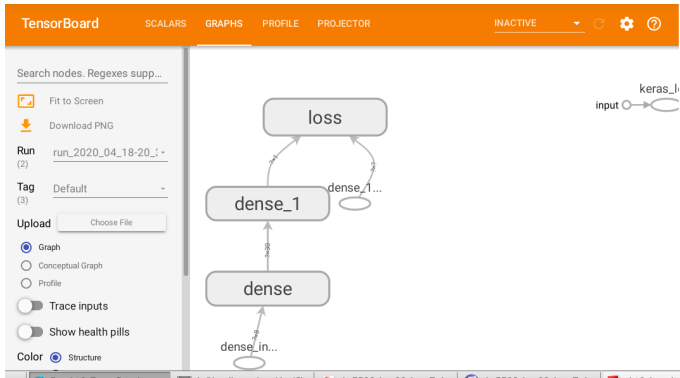 TensorBoard SCALARS GRAPHS PROFILE PROJECTOR INACTIVE
Search nodes. Regexes supp...
Fit to Screen
Download PNG
Run run_2020_04_18-20_
(2)
Tag Default
(3)
Upload Choose File
Graph
Conceptual Graph
Profile
Trace inputs
Show health pills
Color Structure
loss
dense_1...
dense_1
?×30
dense
?×8
dense_in...
keras_l
input